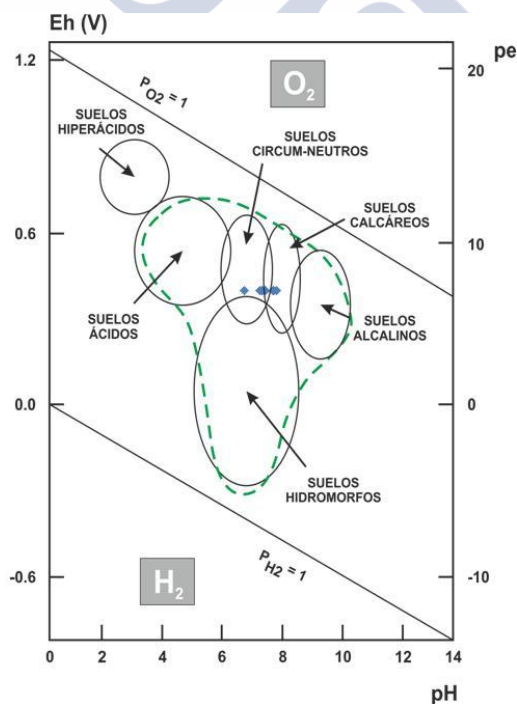 Eh (V)
pe
1.2
20
P O2 = 1
O2
SUELOS
HIPERÁCIDOS
SUELOS
CIRCUM-NEUTROS
SUELOS
CALCÁREOS
0.6
10
SUELOS
ÁCIDOS
SUELOS
ALCALINOS
0.0
0
SUELOS
HIDROMORFOS
P H2 = 1
-0.6
H2
-10
0 2 4 6 8 10 12 14
pH